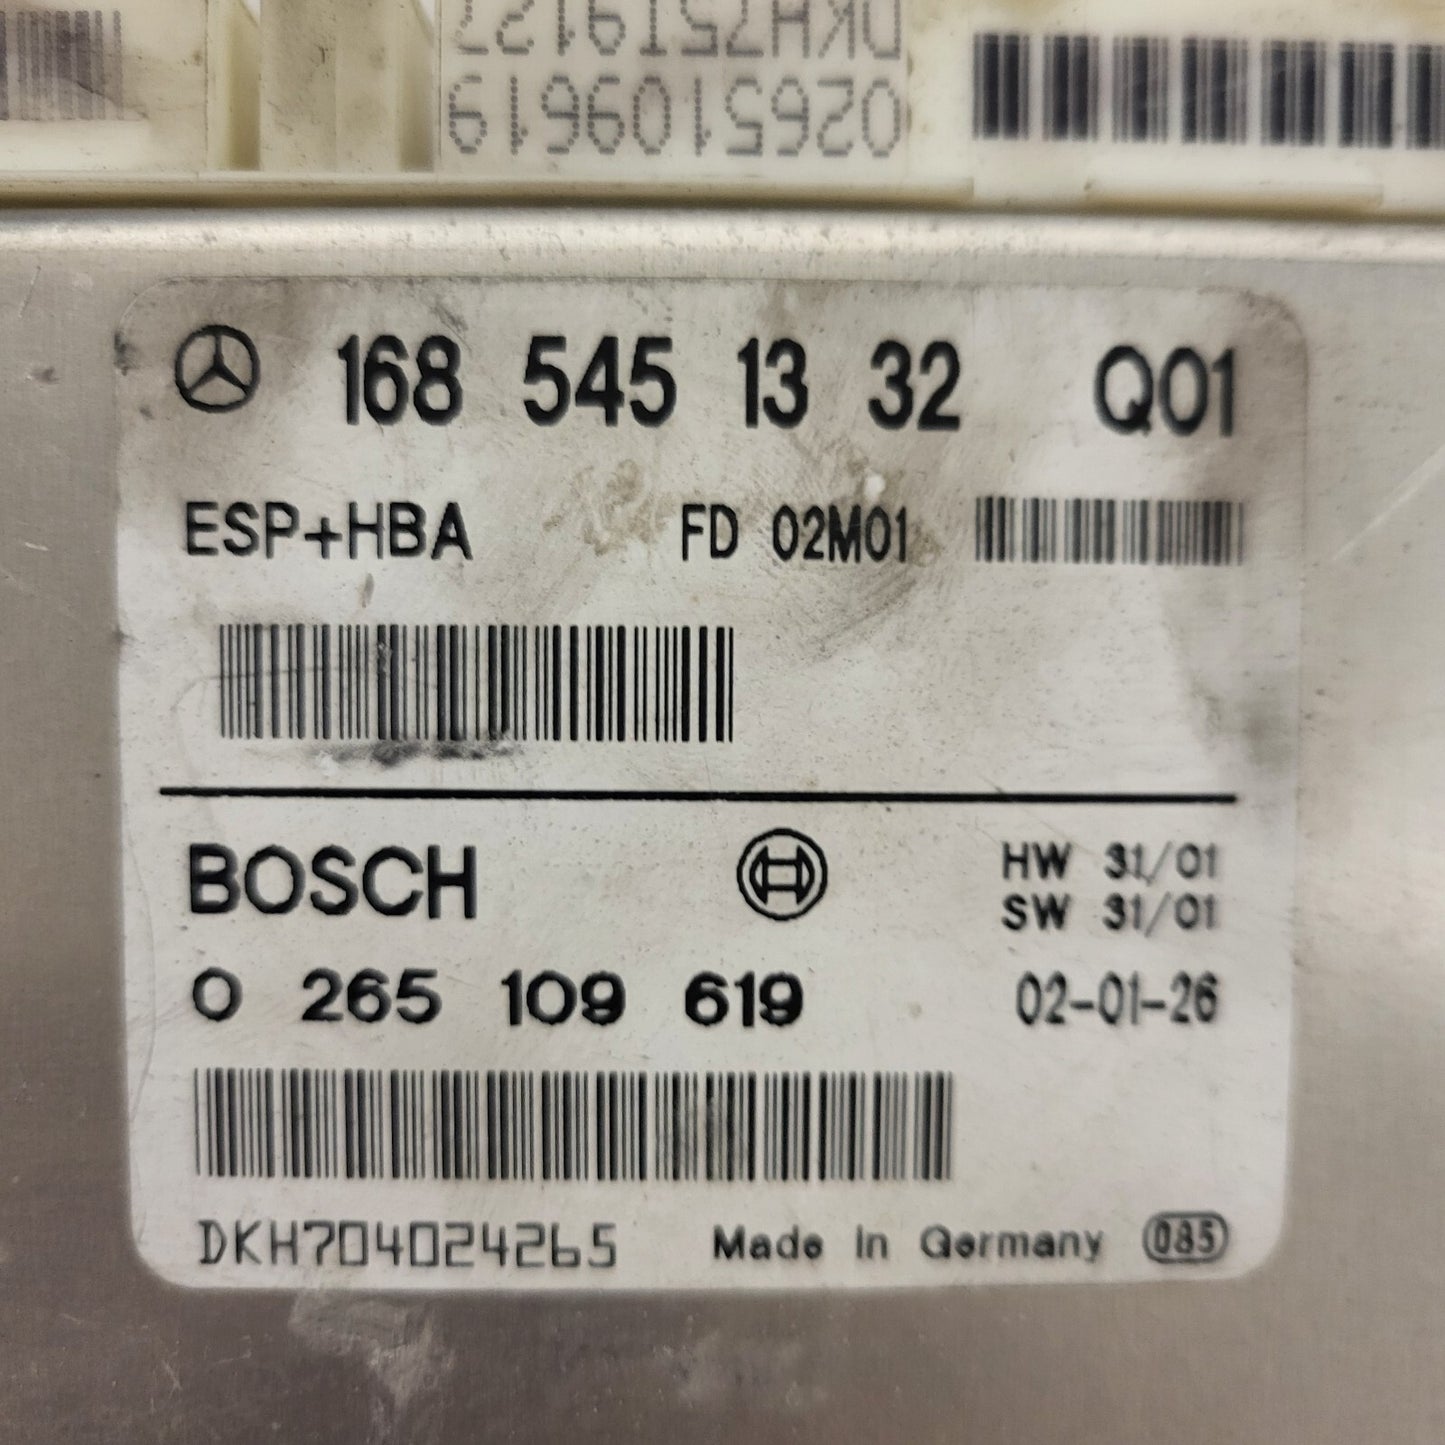 DKH75T9127
0265109619
168 545 13 32 Q01
ESP+HBA FD 02M01
BOSCH HW 31/01
SW 31/01
0 265 109 619 02-01-26
DKH704024265 Made in Germany 085